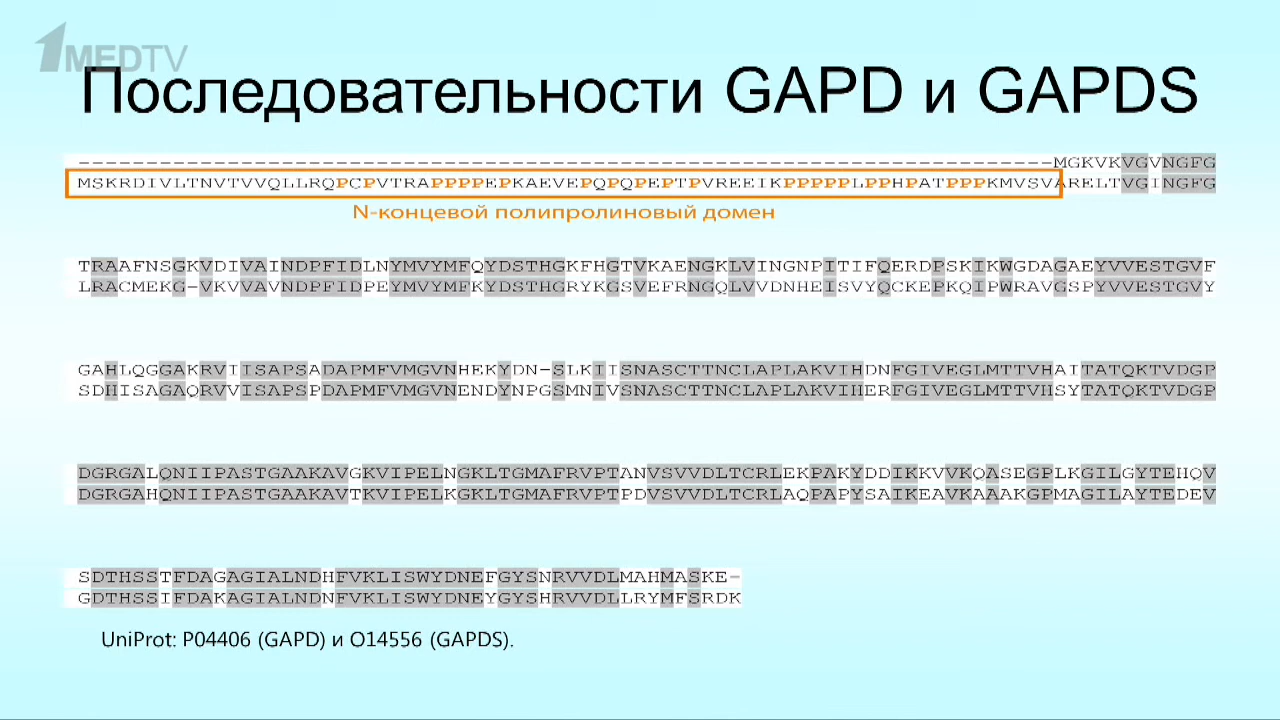 1MEDTV
Последовательности GAPD и GAPDS
------------------------------------------------------------------------MGKVKVGVNGFG
MSKRDIVLTNVTVVQLLRQPCPVTRAPPPPEPKAEVEPQPQPEPTPVREEIKPPPPPLPPHPATPPPKMVSVARELTVGINGFG
N-концевой полипролиновый домен
TRAAFNSGKVDIVAINDPFIDLNYMVYMFQYDSTHGKFHGTVKAENGKLVINGNPITIFQERDPSKIKWGDAGAEYVVESTGVF
LRACMEKG-VKVVAVNDPFIDPEYMVYMFKYDSTHGRYKGSVEFRNGQLVVDNHEISVYQCKEPKQIPWRAVGSPYVVESTGVY
GAHLQGGAKRVIISAPSADAPMFVMGVNHEKYDN-SLKIISNASCTTNCLAPLAKVIHDNFGIVEGLMTTVHAITATQKTVDGP
SDHISAGAQRVVISAPSPDAPMFVMGVNENDYNPGSMNIVSNASCTTNCLAPLAKVIHERFGIVEGLMTTVHSYTATQKTVDGP
DGRGALQNIIPASTGAAKAVGKVIPELNGKLTGMAFRVPTANVSVVDLTCRLEKPAKYDDIKKVVKQASEGPLKGILGYTEHQV
DGRGAHQNIIPASTGAAKAVTKVIPELKGKLTGMAFRVPTPDVSVVDLTCRLAQPAPYSAIKEAVKAAAKGPMAGILAYTEDEV
SDTHSSTFDAGAGIALNDHFVKLISWYDNEFGYSNRVVDLMAHMASKE-
GDTHSSIFDAKAGIALNDNFVKLISWYDNEYGYSHRVVDLLRYMFSRDK
UniProt: P04406 (GAPD) и O14556 (GAPDS).